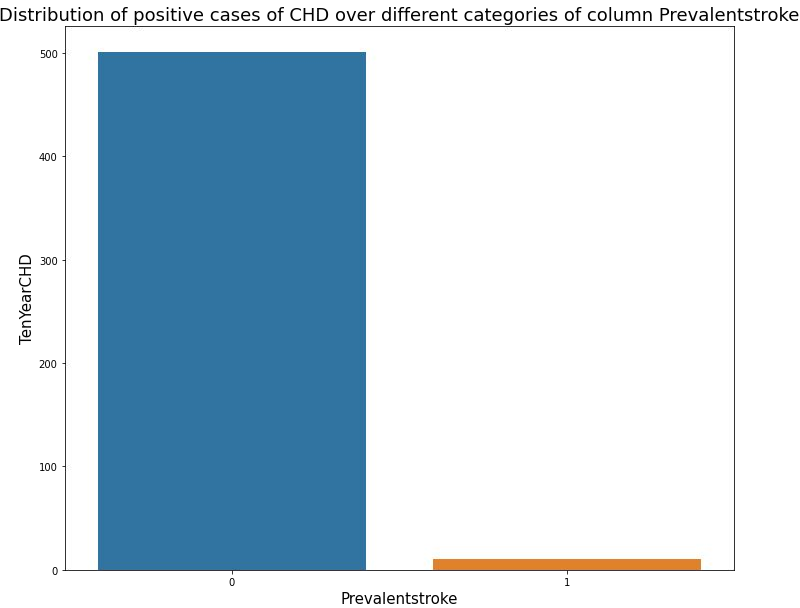 Distribution of positive cases of CHD over different categories of column Prevalentstroke
500
400
300
200
100
0
TenYearCHD
0 1
Prevalentstroke